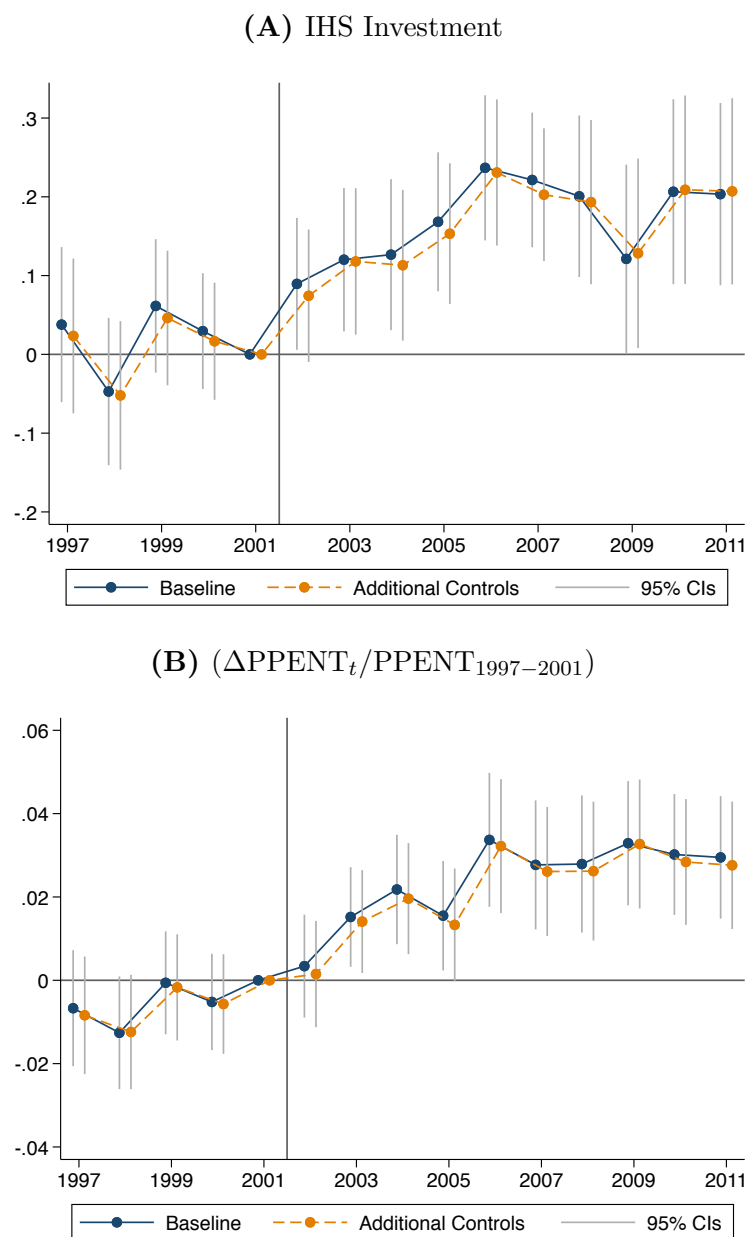 (A) IHS Investment
.3
.2
.1
0
-.1
-.2
1997 1999 2001 2003 2005 2007 2009 2011
Baseline Additional Controls 95% CIs
(B) (ΔPPENTₜ/PPENT₁₉₉₇₋₂₀₀₁)
.06
.04
.02
0
-.02
-.04
1997 1999 2001 2003 2005 2007 2009 2011
Baseline Additional Controls 95% CIs